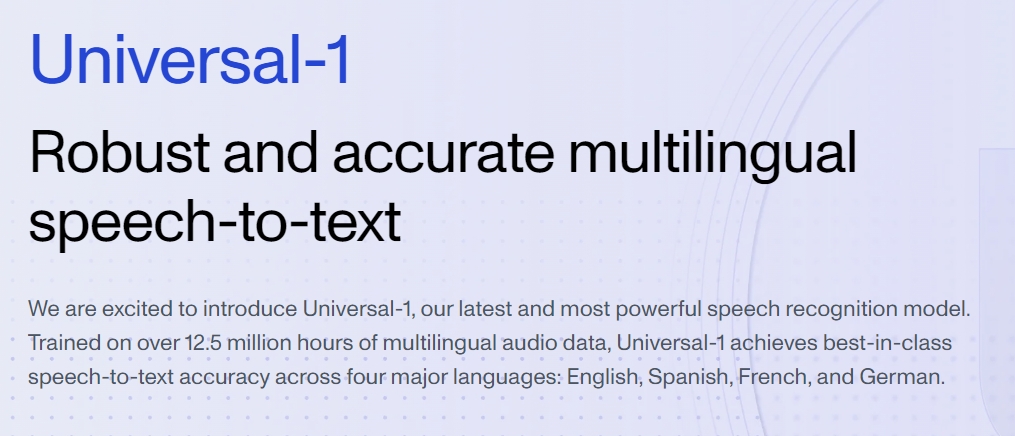 Universal-1
Robust and accurate multilingual
speech-to-text
We are excited to introduce Universal-1, our latest and most powerful speech recognition model.
Trained on over 12.5 million hours of multilingual audio data, Universal-1 achieves best-in-class
speech-to-text accuracy across four major languages: English, Spanish, French, and German.